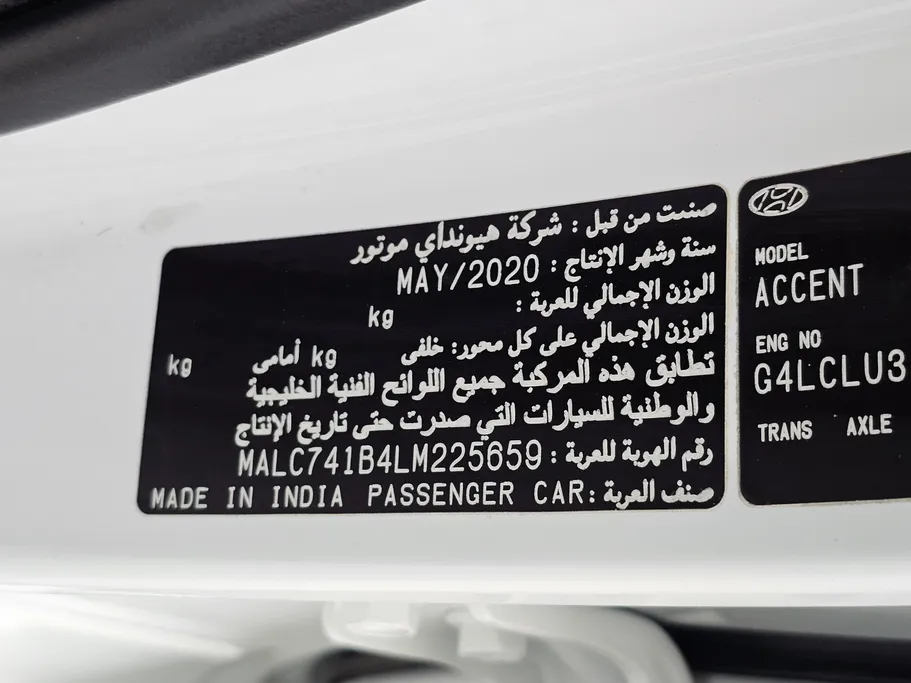 صنعت من قبل : شركة هيونداي موتور
سنة وشهر الإنتاج : MAY/2020
الوزن الإجمالي للعربة :
kg
الوزن الإجمالي على كل محور: خلفى kg أمامى kg
تطابق هذه المركبة جميع اللوائح الفنية الخليجية
والوطنية للسيارات التي صدرت حتى تاريخ الإنتاج
رقم الهوية للعربة : MALC741B4LM225659
صنف العربة: PASSENGER CAR MADE IN INDIA
MODEL
ACCENT
ENG NO
G4LCLU3
TRANS AXLE